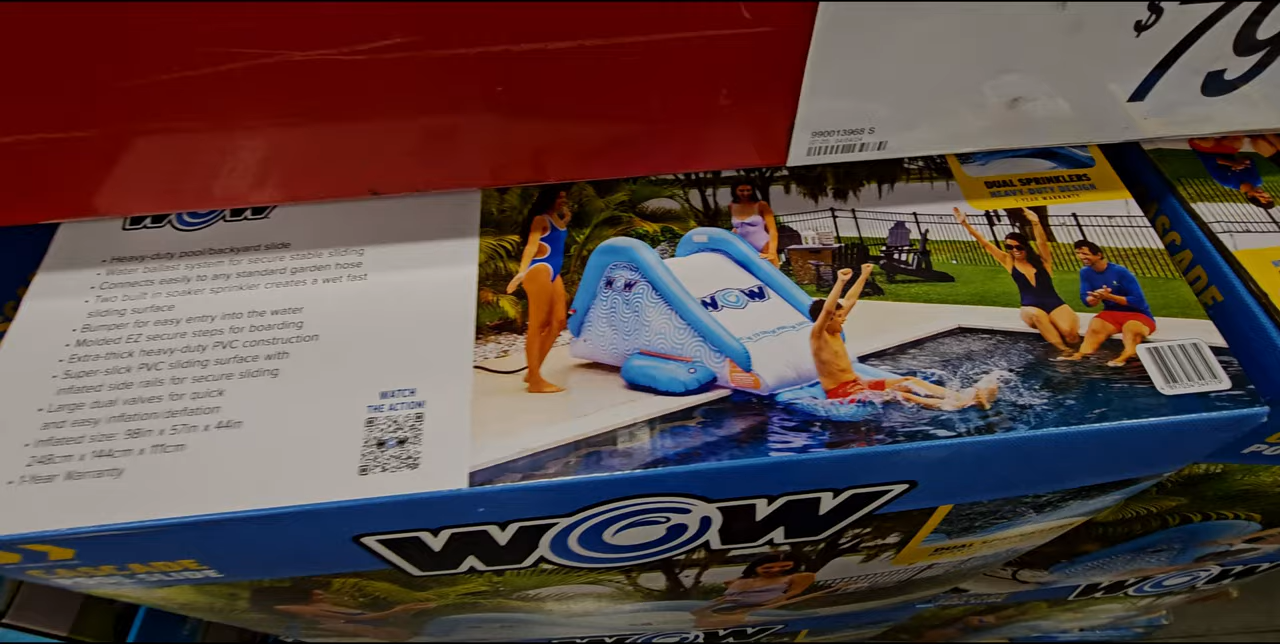 $79
990013968 S
WOW
- Heavy-duty pool/backyard slide
- Water ballast system for secure stable sliding
- Connects easily to any standard garden hose
- Two built in soaker sprinkler creates a wet fast
sliding surface
- Bumper for easy entry into the water
- Molded EZ secure steps for boarding
- Extra-thick heavy-duty PVC construction
- Super-slick PVC sliding surface with
inflated side rails for secure sliding
- Large dual valves for quick
and easy inflation/deflation
- Inflated size: 98in x 57in x 44in
248cm x 144cm x 111cm
- 1-Year Warranty
WATCH
THE ACTION!
DUAL SPRINKLERS
HEAVY-DUTY DESIGN
1 YEAR WARRANTY
WOW
WOW
WOW
CASCADE
SLIDE
WOW
WOW